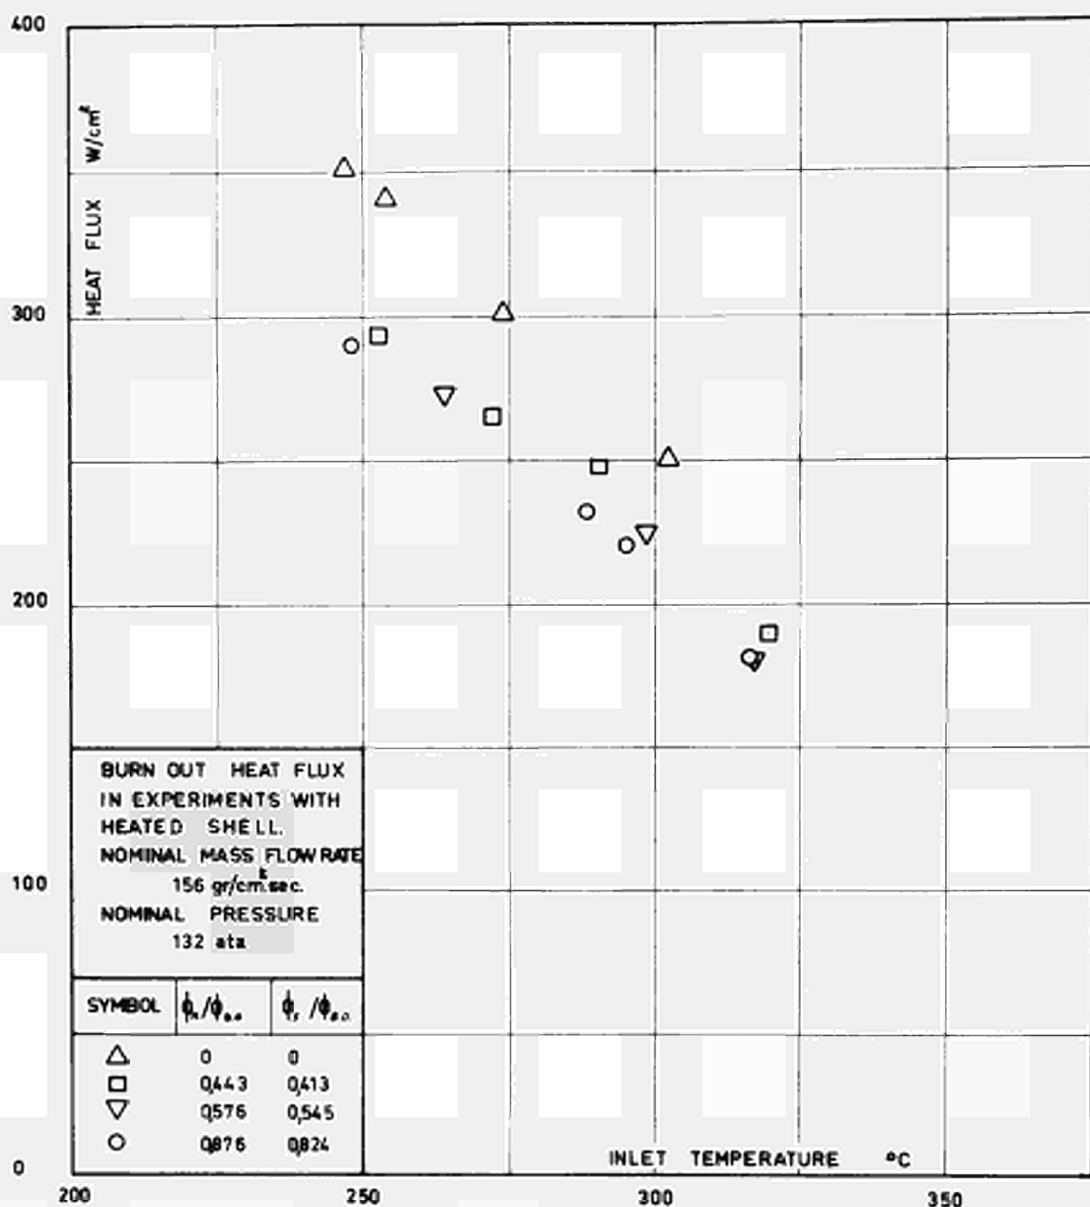 400
HEAT FLUX W/cm²
300
200
100
0
BURN OUT HEAT FLUX
IN EXPERIMENTS WITH
HEATED SHELL.
NOMINAL MASS FLOW RATE
156 gr/cm² sec.
NOMINAL PRESSURE
132 ata
SYMBOL
0 0
0,443 0,413
0,576 0,545
0,876 0,824
INLET TEMPERATURE °C
200 250 300 350